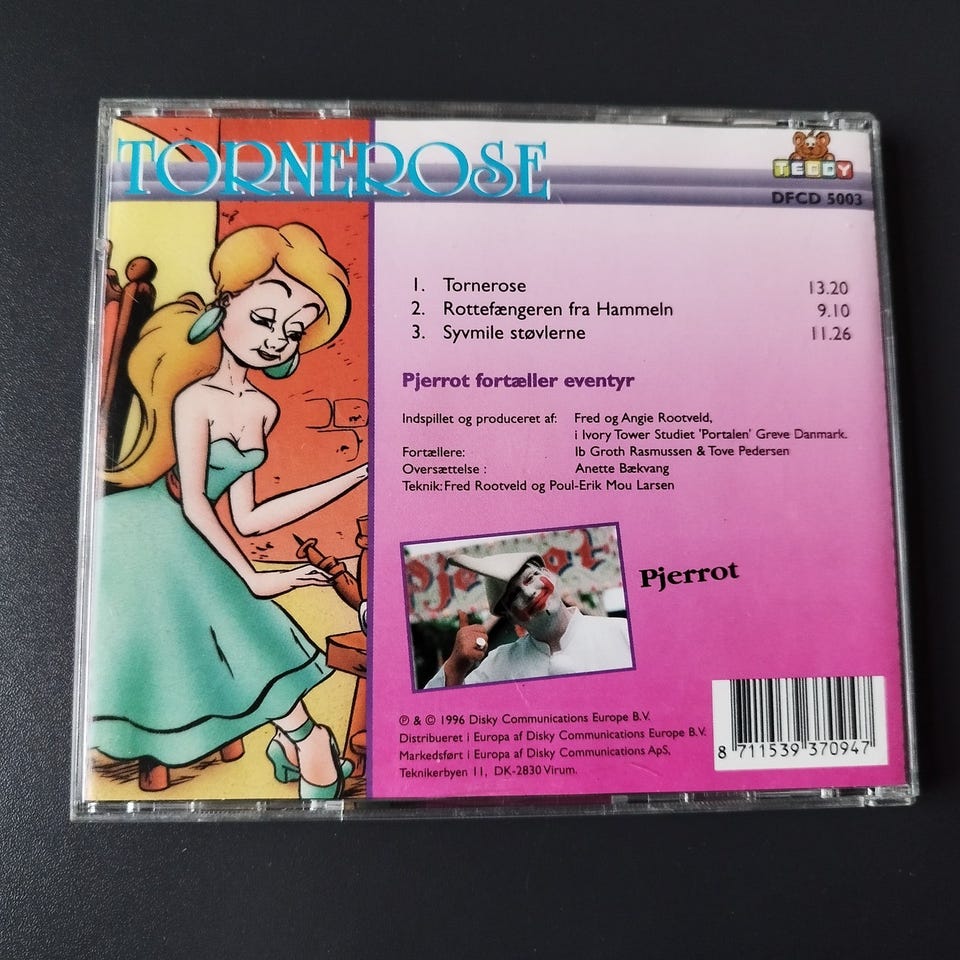 TORNEROSE
TEDDY
DFCD 5003
1. Tornerose 13.20
2. Rottefængeren fra Hammeln 9.10
3. Syvmile støvlerne 11.26
Pjerrot fortæller eventyr
Indspillet og produceret af: Fred og Angie Rootveld,
i Ivory Tower Studiet 'Portalen' Greve Danmark.
Fortællere: Ib Groth Rasmussen & Tove Pedersen
Oversættelse : Anette Bækvang
Teknik: Fred Rootveld og Poul-Erik Mou Larsen
Pjerrot
Pjerrot
℗ & © 1996 Disky Communications Europe B.V.
Distribueret i Europa af Disky Communications Europe B.V.
Markedsført i Europa af Disky Communications ApS,
Teknikerbyen 11, DK-2830 Virum.
8 711539 370947